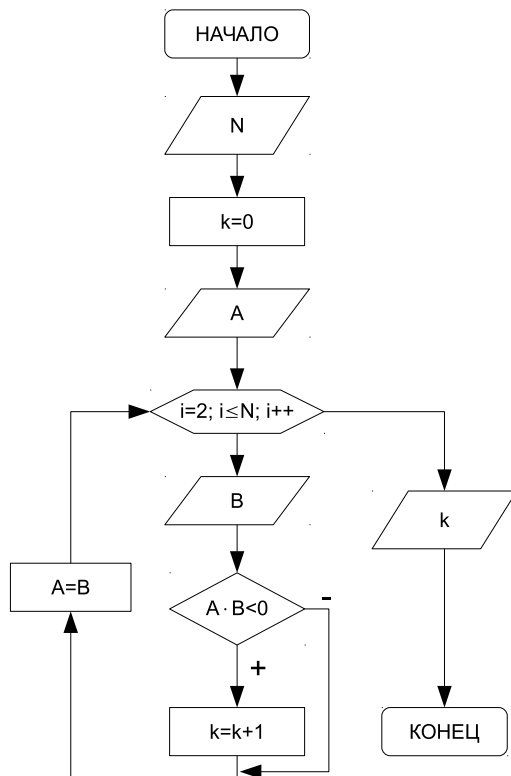 НАЧАЛО
N
k=0
A
i=2; i≤N; i++
B
k
A=B
A · B<0
-
+
k=k+1
КОНЕЦ